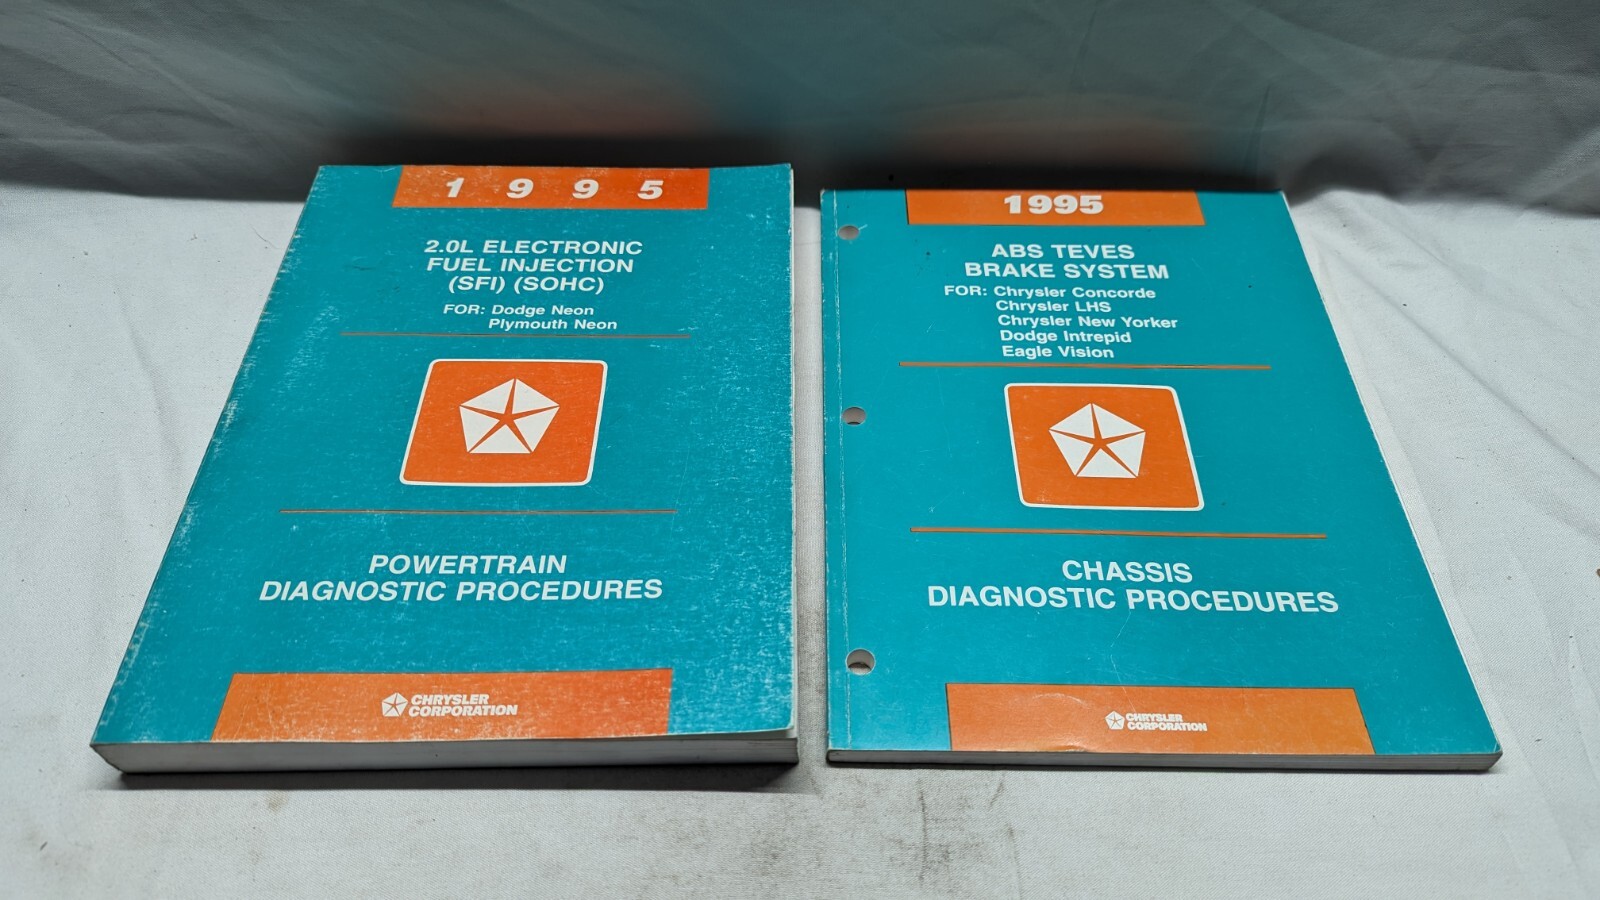 1 9 9 5
2.0L ELECTRONIC
FUEL INJECTION
(SFI) (SOHC)
FOR: Dodge Neon
Plymouth Neon
POWERTRAIN
DIAGNOSTIC PROCEDURES
CHRYSLER
CORPORATION
1995
ABS TEVES
BRAKE SYSTEM
FOR: Chrysler Concorde
Chrysler LHS
Chrysler New Yorker
Dodge Intrepid
Eagle Vision
CHASSIS
DIAGNOSTIC PROCEDURES
CHRYSLER
CORPORATION